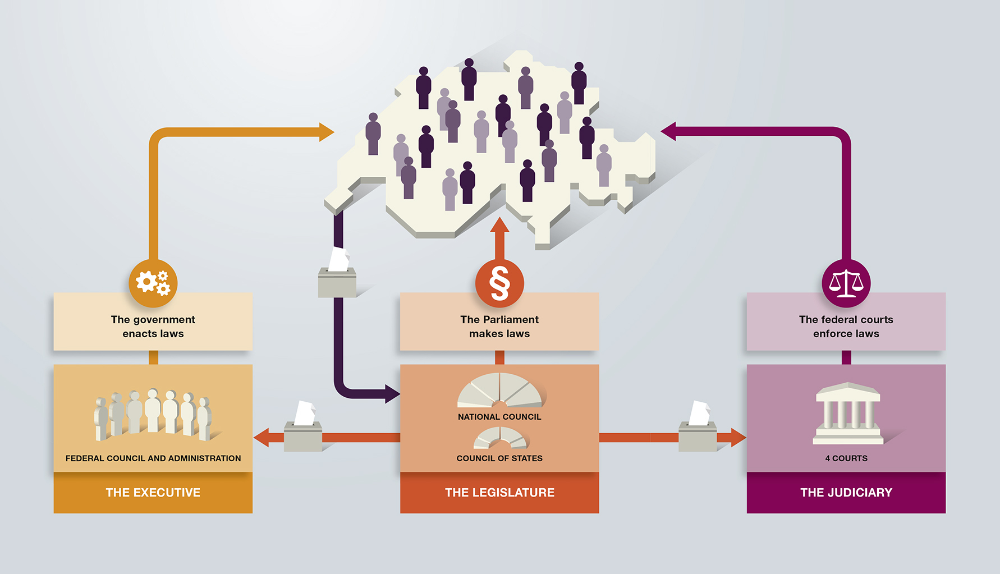 The government
enacts laws
§
The Parliament
makes laws
The federal courts
enforce laws
FEDERAL COUNCIL AND ADMINISTRATION
THE EXECUTIVE
NATIONAL COUNCIL
COUNCIL OF STATES
THE LEGISLATURE
4 COURTS
THE JUDICIARY